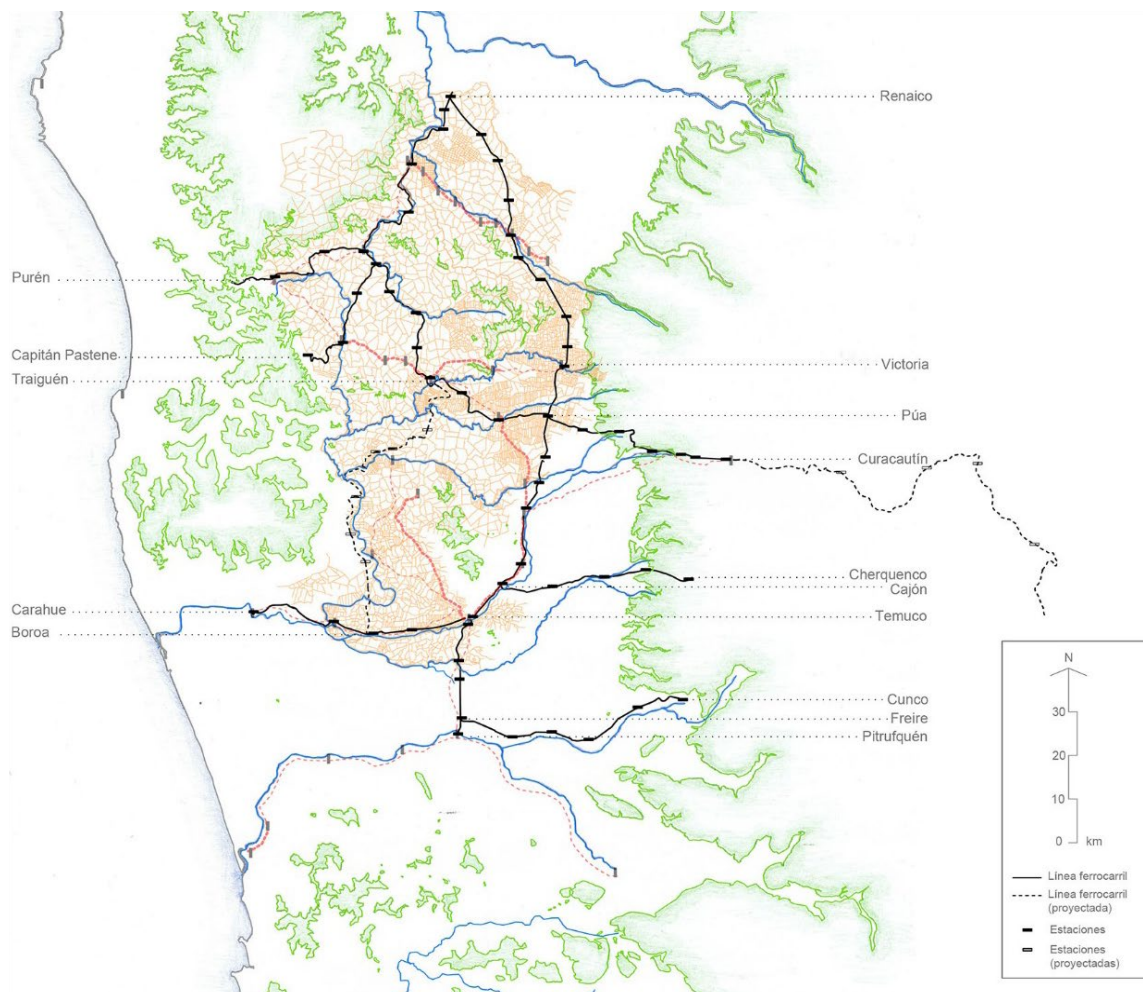 Renaico
Purén
Capitán Pastene
Traiguén
Victoria
Púa
Curacautín
Cherquenco
Cajón
Carahue
Temuco
Boroa
Cunco
Freire
Pitrufquén
N
30
20
10
0 km
Línea ferrocarril
Línea ferrocarril
(proyectada)
Estaciones
Estaciones
(proyectadas)